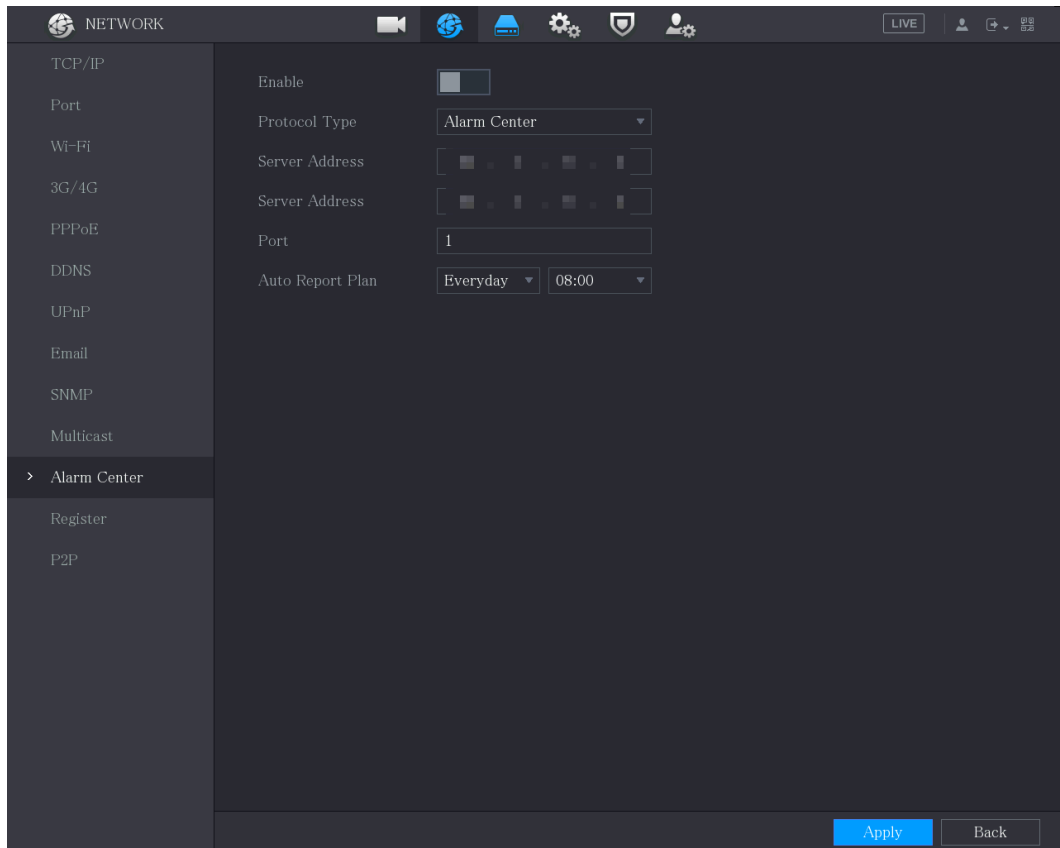 NETWORK
LIVE
TCP/IP
Port
Wi-Fi
3G/4G
PPPoE
DDNS
UPnP
Email
SNMP
Multicast
Alarm Center
Register
P2P
Enable
Protocol Type Alarm Center
Server Address
Server Address
Port 1
Auto Report Plan Everyday 08:00
Apply Back